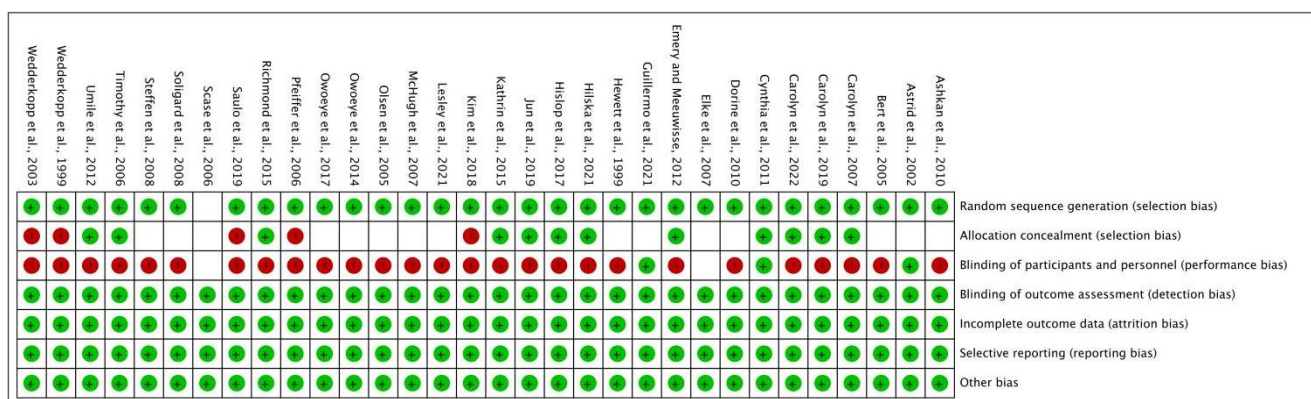 Wedderkopp et al., 2003
Wedderkopp et al., 1999
Umile et al., 2012
Timothy et al., 2006
Steffen et al., 2008
Soligard et al., 2008
Scase et al., 2006
Saulo et al., 2019
Richmond et al., 2015
Pfeiffer et al., 2006
Owoeye et al., 2017
Owoeye et al., 2014
Olsen et al., 2005
McHugh et al., 2007
Lesley et al., 2021
Kim et al., 2018
Kathrin et al., 2015
Jun et al., 2019
Hislop et al., 2017
Hilska et al., 2021
Hewett et al., 1999
Guillermo et al., 2021
Emery and Meeuwisse, 2012
Elke et al., 2007
Dorine et al., 2010
Cynthia et al., 2011
Carolyn et al., 2022
Carolyn et al., 2019
Carolyn et al., 2007
Bert et al., 2005
Astrid et al., 2002
Ashkan et al., 2010
+ + + + + + + + + + + + + + + + + + + + + + + + + + + + + + + Random sequence generation (selection bias)
- - + + - + - - + + + + + + + + + Allocation concealment (selection bias)
- - - - - - - - - - - - - - - - - - - - + - - + - - - - + - Blinding of participants and personnel (performance bias)
+ + + + + + + + + + + + + + + + + + + + + + + + + + + + + + + + Blinding of outcome assessment (detection bias)
+ + + + + + + + + + + + + + + + + + + + + + + + + + + + + + + + Incomplete outcome data (attrition bias)
+ + + + + + + + + + + + + + + + + + + + + + + + + + + + + + + + Selective reporting (reporting bias)
+ + + + + + + + + + + + + + + + + + + + + + + + + + + + + + + + Other bias